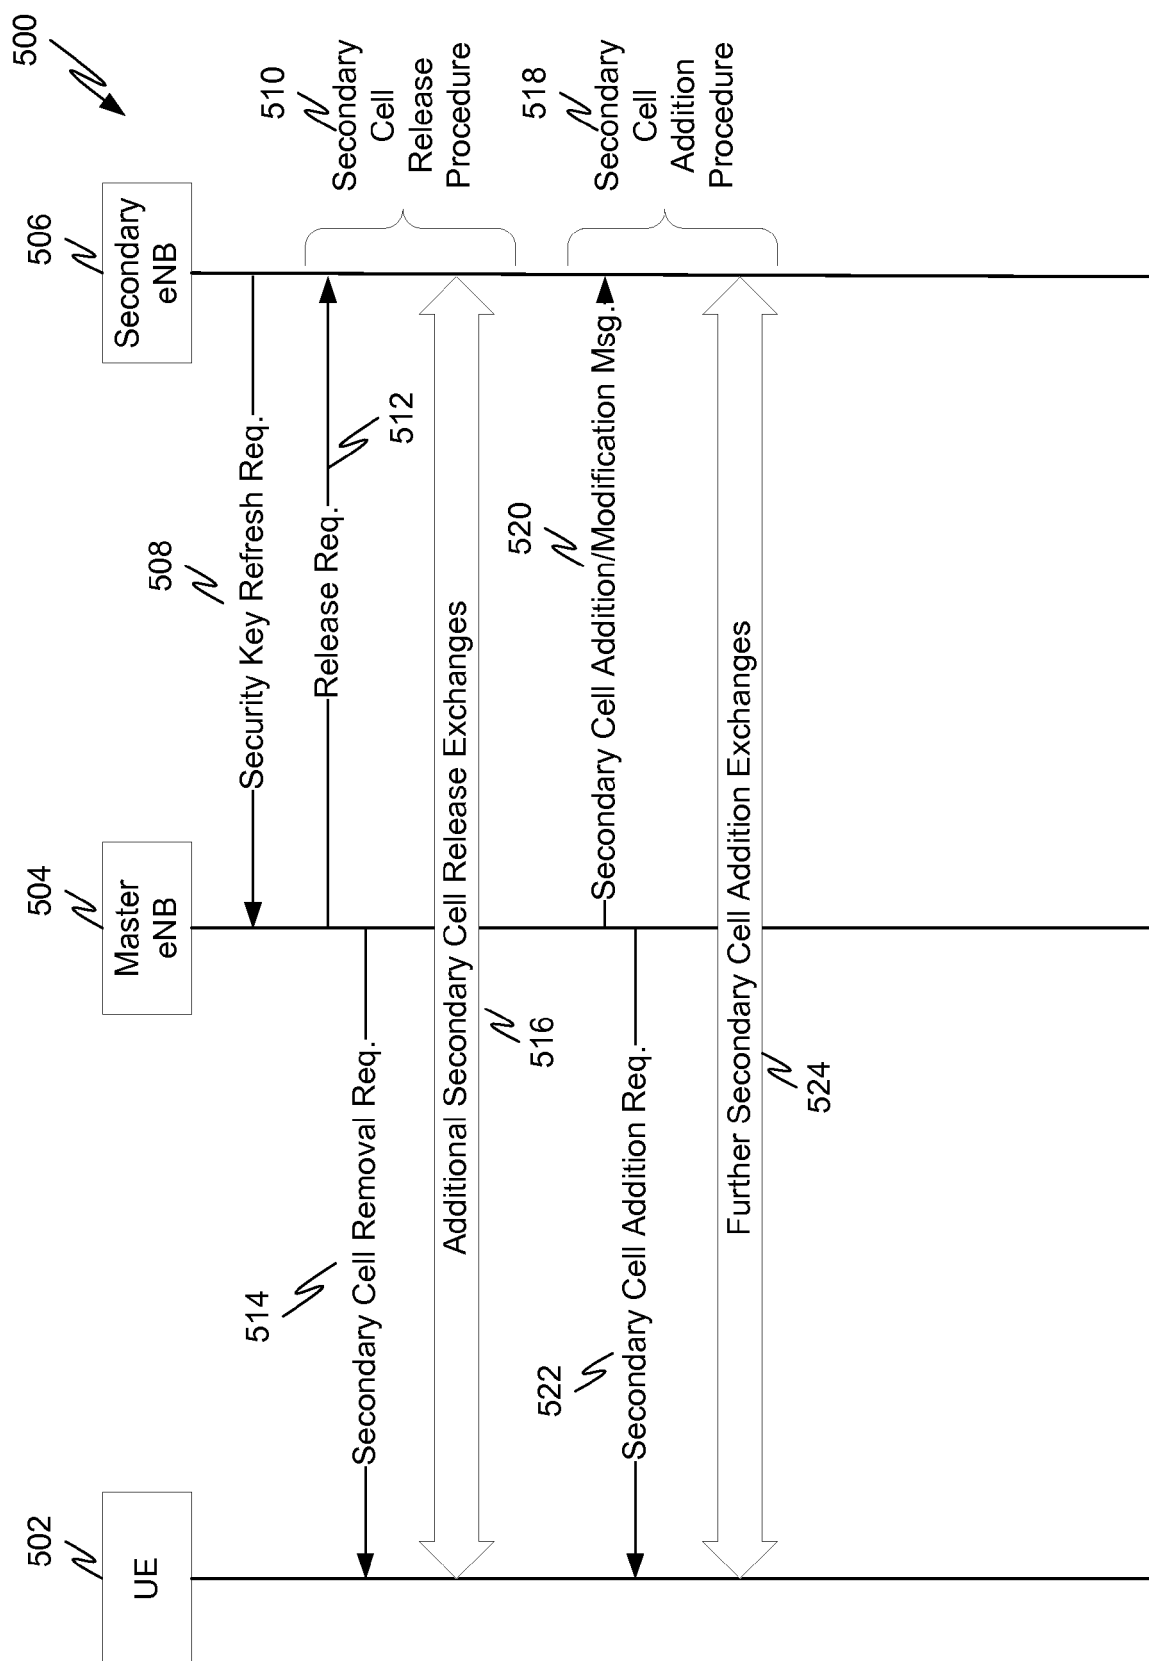 500
502
UE
504
Master
eNB
506
Secondary
eNB
508
Security Key Refresh Req.
510
Secondary
Cell
Release
Procedure
Release Req.
512
514
Secondary Cell Removal Req.
Additional Secondary Cell Release Exchanges
516
518
Secondary
Cell
Addition
Procedure
520
Secondary Cell Addition/Modification Msg.
522
Secondary Cell Addition Req.
Further Secondary Cell Addition Exchanges
524